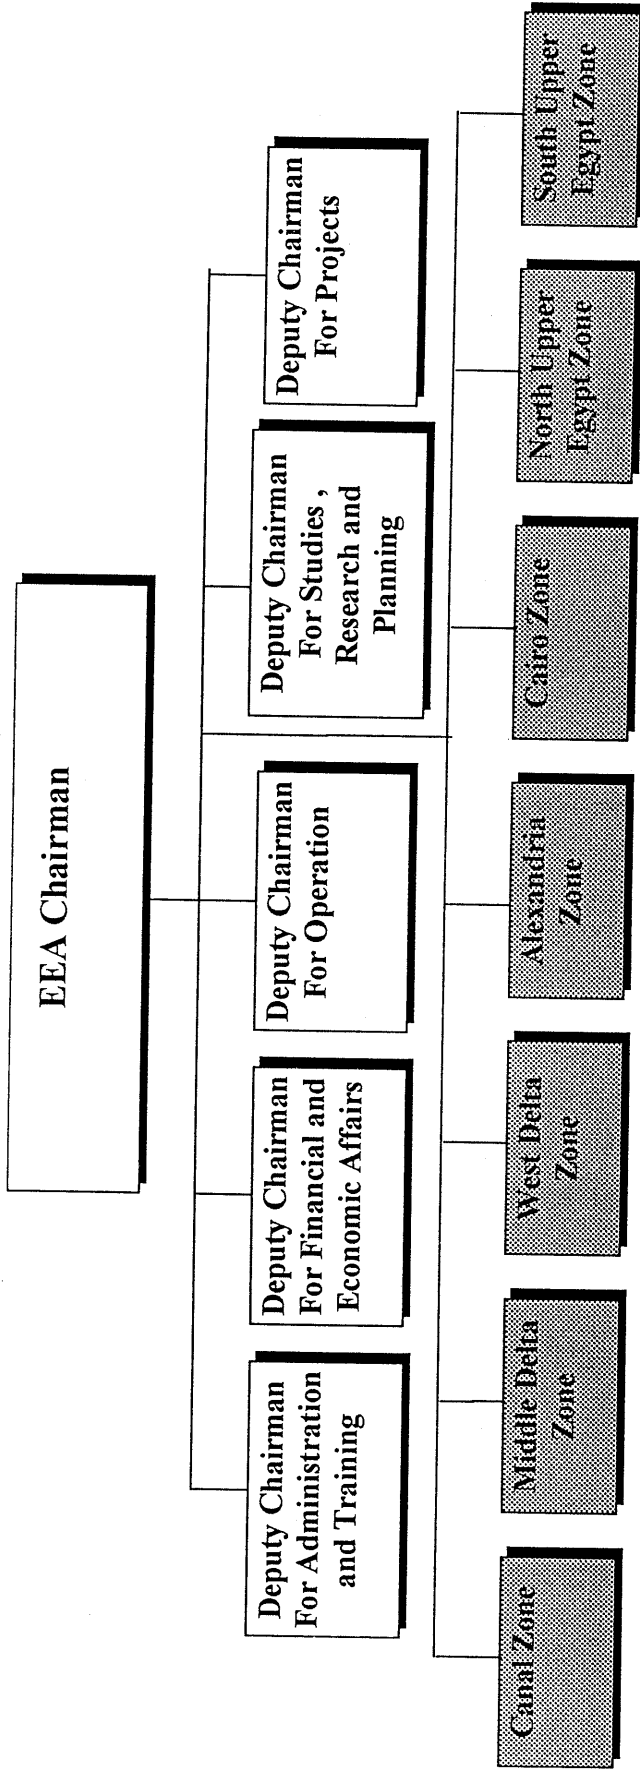 EEA Chairman
Deputy Chairman
For Administration
and Training
Deputy Chairman
For Financial and
Economic Affairs
Deputy Chairman
For Operation
Deputy Chairman
For Studies ,
Research and
Planning
Deputy Chairman
For Projects
Canal Zone
Middle Delta
Zone
West Delta
Zone
Alexandria
Zone
Cairo Zone
North Upper
Egypt Zone
South Upper
Egypt Zone